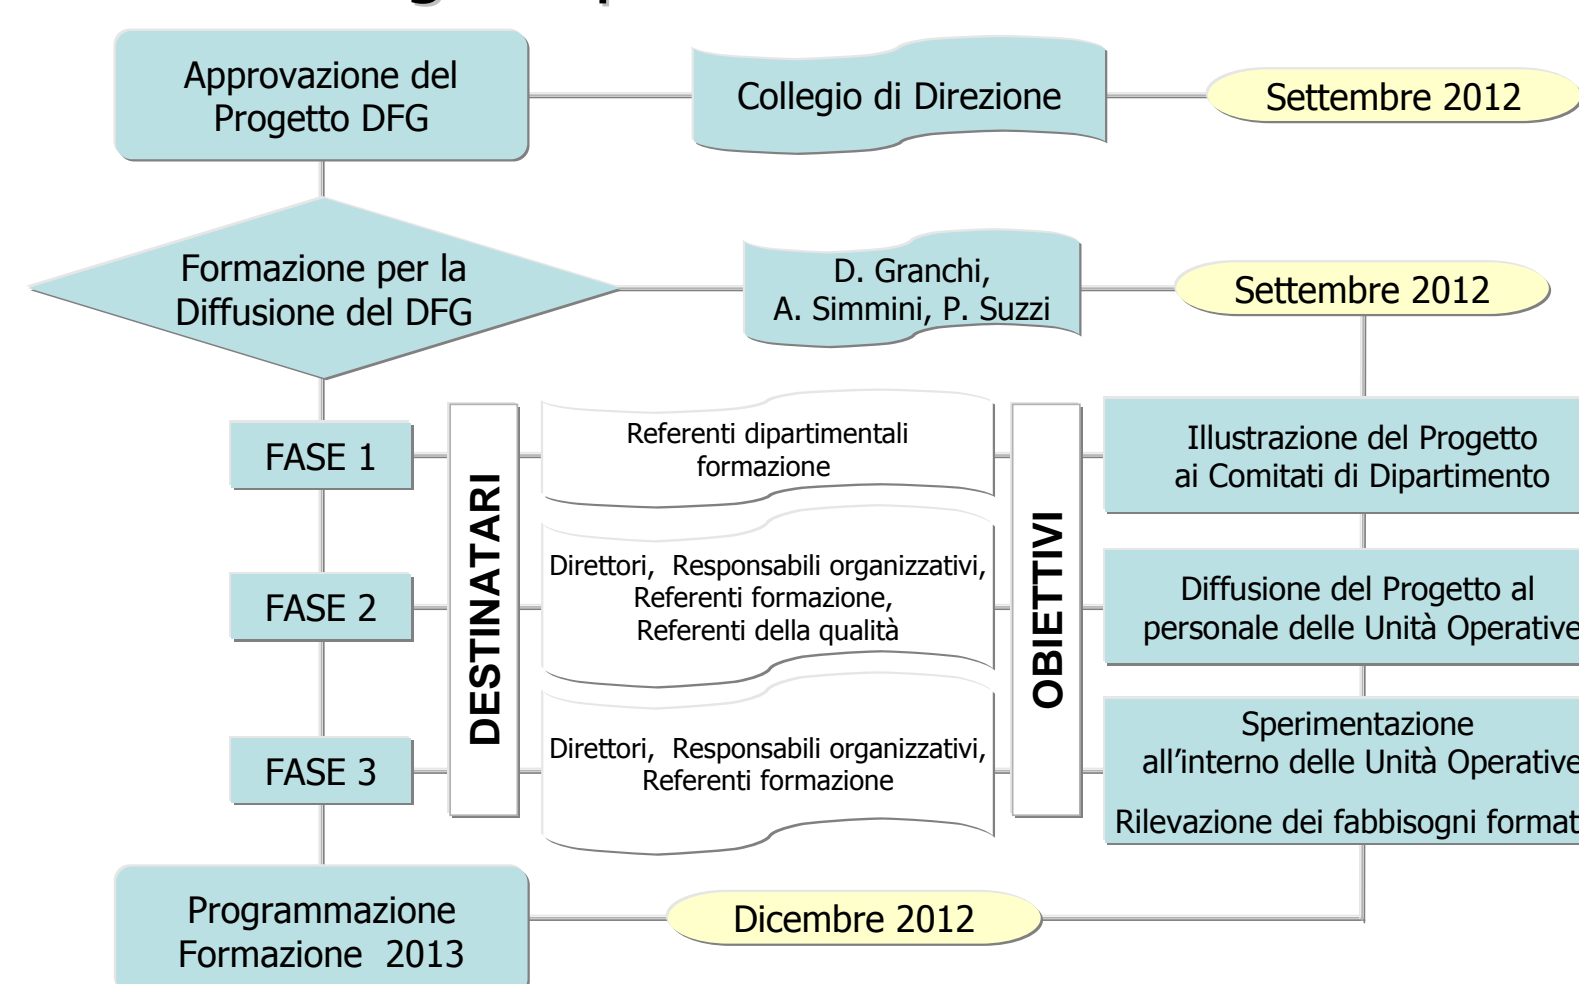 Approvazione del
Progetto DFG
Collegio di Direzione
Settembre 2012
Formazione per la
Diffusione del DFG
D. Granchi,
A. Simmini, P. Suzzi
Settembre 2012
FASE 1
DESTINATARI
Referenti dipartimentali
formazione
OBIETTIVI
Illustrazione del Progetto
ai Comitati di Dipartimento
FASE 2
Direttori, Responsabili organizzativi,
Referenti formazione,
Referenti della qualità
Diffusione del Progetto al
personale delle Unità Operative
FASE 3
Direttori, Responsabili organizzativi,
Referenti formazione
Sperimentazione
all'interno delle Unità Operative
Rilevazione dei fabbisogni
Programmazione
Formazione 2013
Dicembre 2012